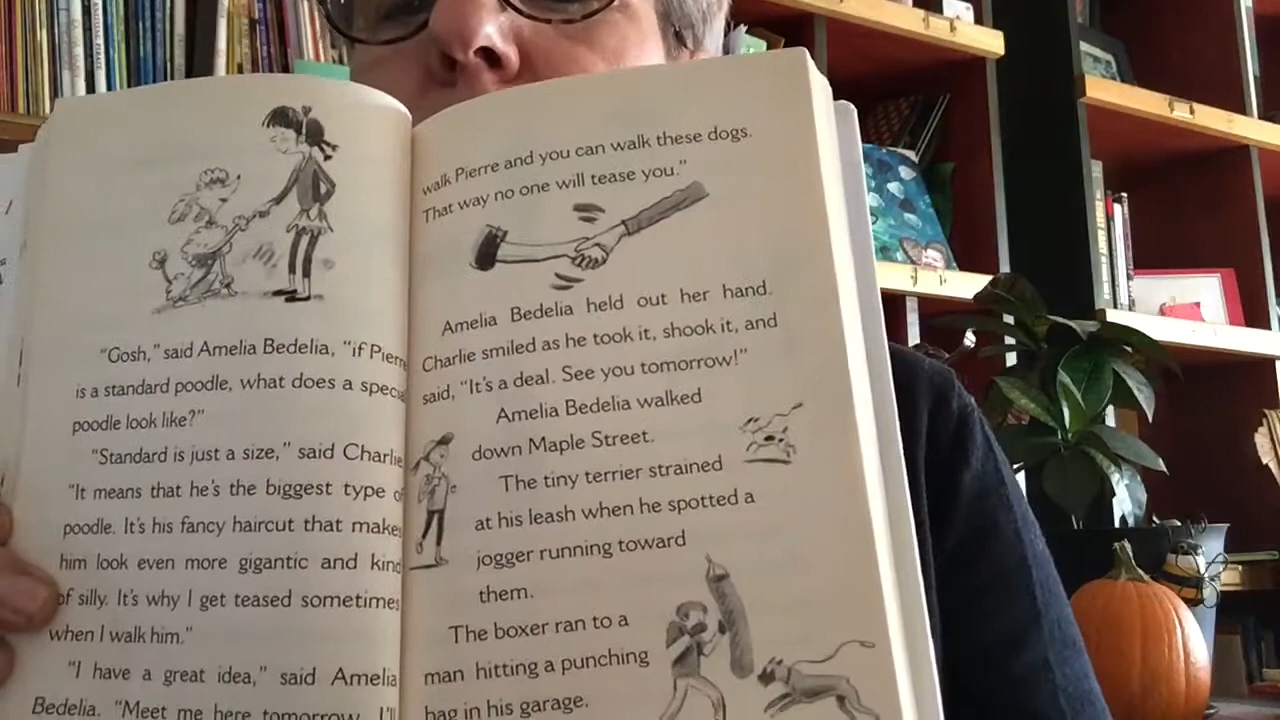 "Gosh," said Amelia Bedelia, "if Pierre
is a standard poodle, what does a special
poodle look like?"
"Standard is just a size," said Charlie.
"It means that he's the biggest type of
poodle. It's his fancy haircut that makes
him look even more gigantic and kind
of silly. It's why I get teased sometimes
when I walk him."
"I have a great idea," said Amelia
Bedelia. "Meet me here tomorrow. I'll
walk Pierre and you can walk these dogs.
That way no one will tease you."
Amelia Bedelia held out her hand.
Charlie smiled as he took it, shook it, and
said, "It's a deal. See you tomorrow!"
Amelia Bedelia walked
down Maple Street.
The tiny terrier strained
at his leash when he spotted a
jogger running toward
them.
The boxer ran to a
man hitting a punching
bag in his garage.